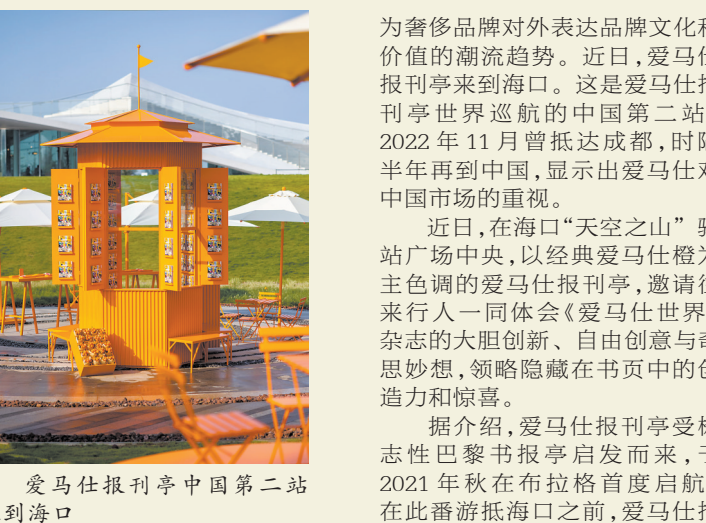 为奢侈品牌对外表达品牌文化和
价值的潮流趋势。近日,爱马仕
报刊亭来到海口。这是爱马仕报
刊亭世界巡航的中国第二站
2022年11月曾抵达成都,时隔
半年再到中国,显示出爱马仕对
中国市场的重视。
近日,在海口“天空之山”驿
站广场中央,以经典爱马仕橙为
主色调的爱马仕报刊亭,邀请往
来行人一同体会《爱马仕世界
杂志的大胆创新、自由创意与奇
思妙想,领略隐藏在书页中的创
造力和惊喜。
据介绍,爱马仕报刊亭受标
志性巴黎书报亭启发而来,于
2021年秋在布拉格首度启航
在此番游抵海口之前,爱马仕报
爱马仕报刊亭中国第二站
到海口